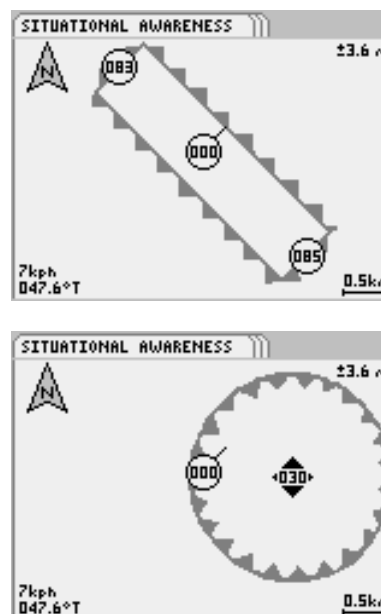 SITUATIONAL AWARENESS
±3.6
N
083
000
085
7kph
047.6°T
0.5k
SITUATIONAL AWARENESS
±3.6
N
000
030
7kph
047.6°T
0.5k